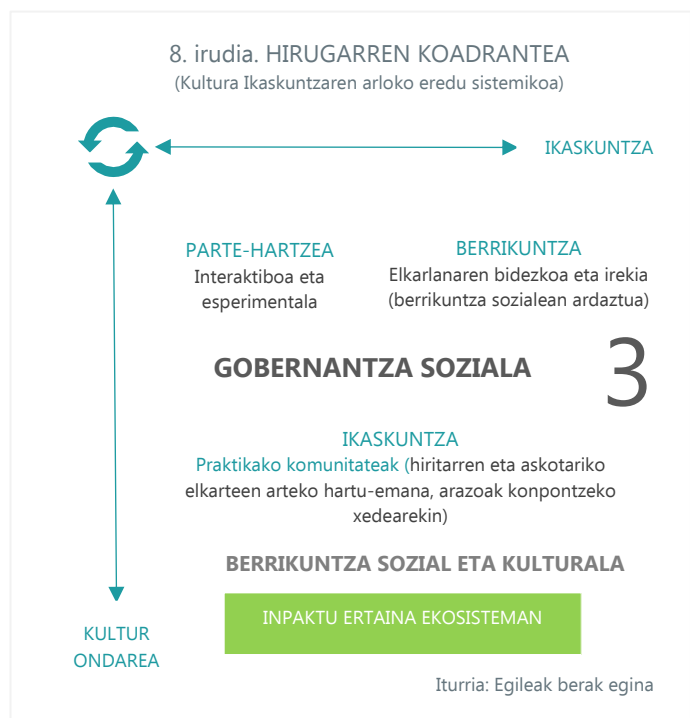 8. irudia. HIRUGARREN KOADRANTEA
(Kultura Ikaskuntzaren arloko eredu sistemikoa)
IKASKUNTZA
PARTE-HARTZEA
Interaktiboa eta
esperimentala
BERRIKUNTZA
Elkarlanaren bidezkoa eta irekia
(berrikuntza sozialean ardaztua)
GOBERNANTZA SOZIALA
3
IKASKUNTZA
Praktikako komunitateak (hiritarren eta askotariko
elkarteen arteko hartu-emana, arazoak konpontzeko
xedearekin)
BERRIKUNTZA SOZIAL ETA KULTURALA
INPAKTU ERTAINA EKOSISTEMAN
KULTUR
ONDAREA
Iturria: Egileak berak egina